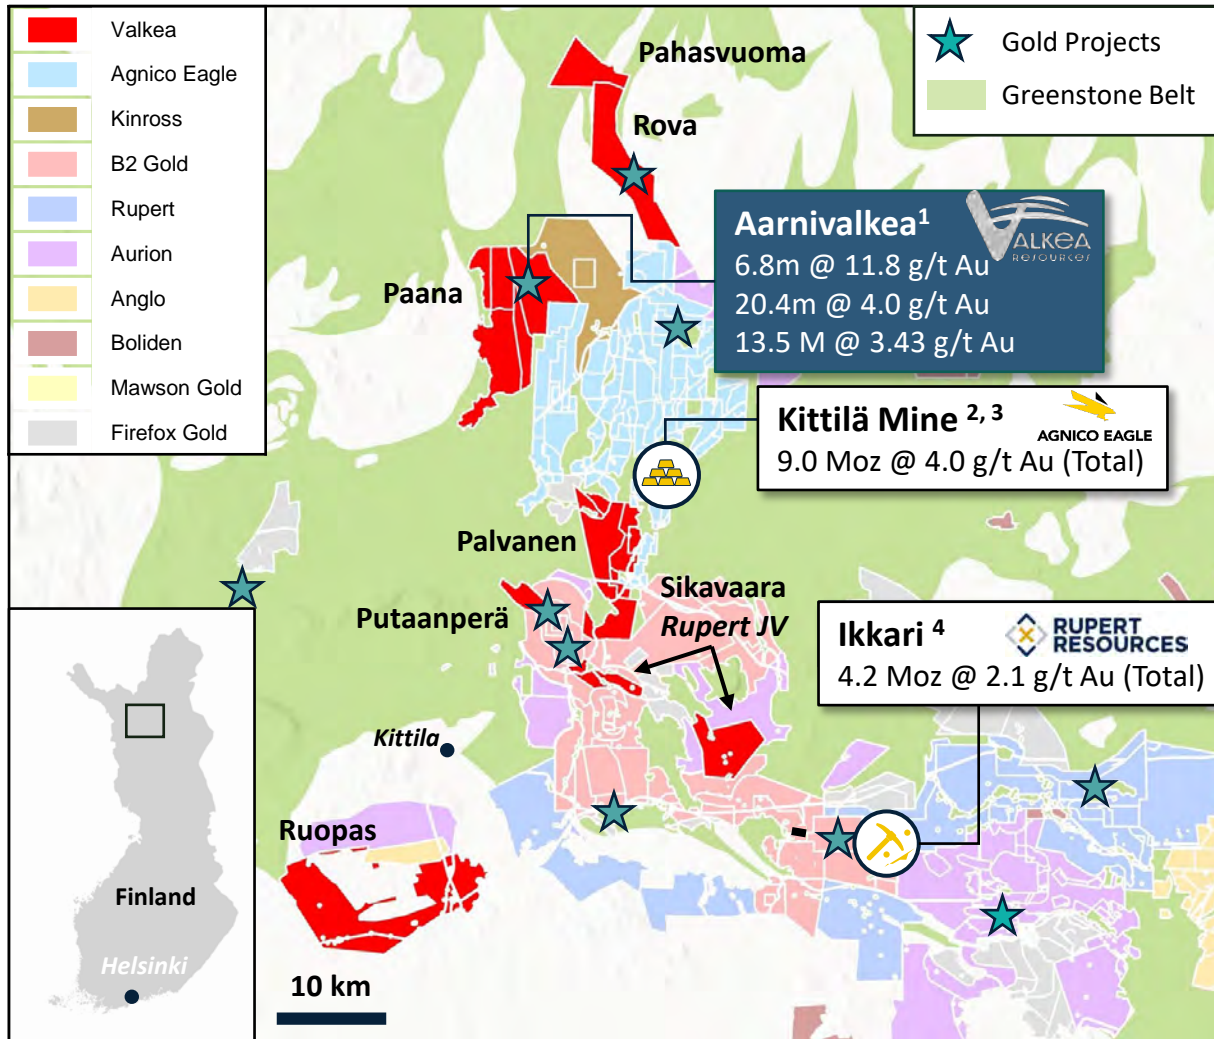 Valkea
Agnico Eagle
Kinross
B2 Gold
Rupert
Aurion
Anglo
Boliden
Mawson Gold
Firefox Gold
Gold Projects
Greenstone Belt
Pahasvuoma
Rova
Aarnivalkea¹
VALKEA
RESOURCES
6.8m @ 11.8 g/t Au
20.4m @ 4.0 g/t Au
13.5 M @ 3.43 g/t Au
Paana
Kittilä Mine ²˒ ³
AGNICO EAGLE
9.0 Moz @ 4.0 g/t Au (Total)
Palvanen
Sikavaara
Rupert JV
Putaanperä
Ikkari ⁴
RUPERT
RESOURCES
4.2 Moz @ 2.1 g/t Au (Total)
Kittila
Ruopas
Finland
Helsinki
10 km